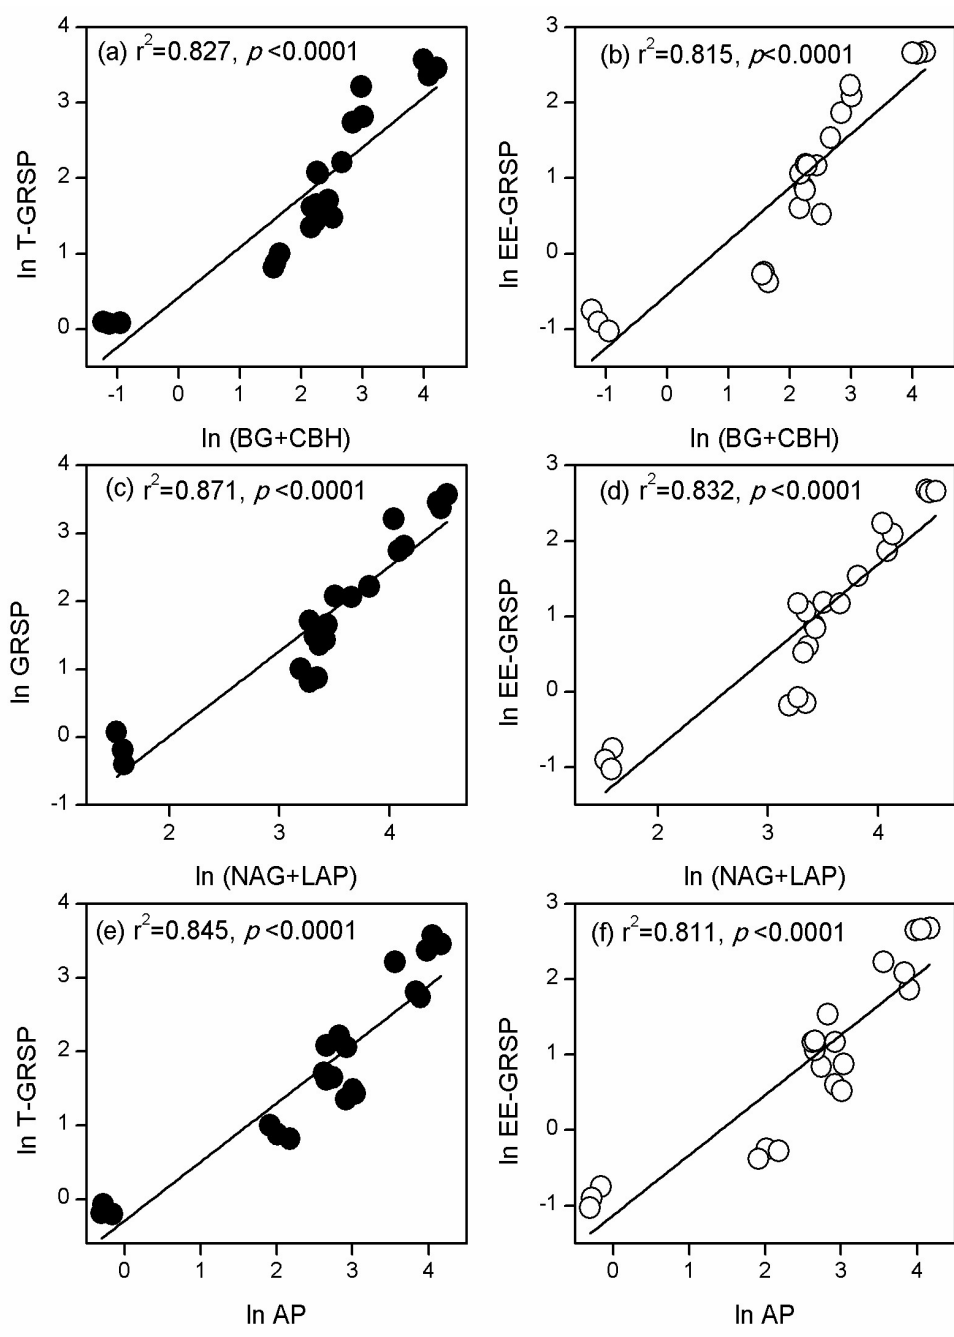 (a) r²=0.827, p<0.0001
4
3
2
1
0
ln T-GRSP
-1 0 1 2 3 4
ln (BG+CBH)
(b) r²=0.815, p<0.0001
3
2
1
0
-1
ln EE-GRSP
-1 0 1 2 3 4
ln (BG+CBH)
(c) r²=0.871, p<0.0001
4
3
2
1
0
-1
ln GRSP
2 3 4
ln (NAG+LAP)
(d) r²=0.832, p<0.0001
3
2
1
0
-1
ln EE-GRSP
2 3 4
ln (NAG+LAP)
(e) r²=0.845, p<0.0001
4
3
2
1
0
ln T-GRSP
0 1 2 3 4
ln AP
(f) r²=0.811, p<0.0001
3
2
1
0
-1
ln EE-GRSP
0 1 2 3 4
ln AP